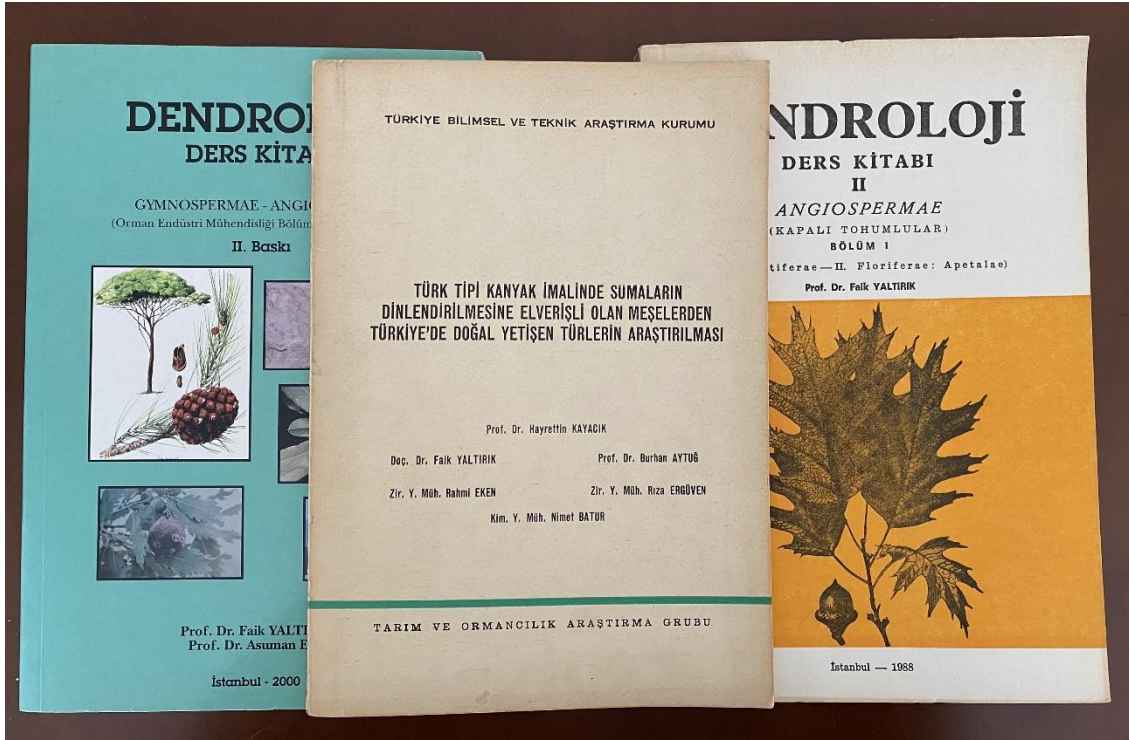 DENDRO
DERS KİTA
GYMNOSPERMAE - ANGI
(Orman Endüstri Mühendisliği Bölüm
II. Baskı
Prof. Dr. Faik YALTI
Prof. Dr. Asuman E
İstanbul - 2000
TÜRKİYE BİLİMSEL VE TEKNİK ARAŞTIRMA KURUMU
TÜRK TİPİ KANYAK İMALİNDE SUMALARIN
DİNLENDİRİLMESİNE ELVERİŞLİ OLAN MEŞELERDEN
TÜRKİYE'DE DOĞAL YETİŞEN TÜRLERİN ARAŞTIRILMASI
Prof. Dr. Hayrettin KAYACIK
Doç. Dr. Faik YALTIRIK Prof. Dr. Burhan AYTUĞ
Zir. Y. Müh. Rahmi EKEN Zir. Y. Müh. Rıza ERGÜVEN
Kim. Y. Müh. Nimet BATUR
TARIM VE ORMANCILIK ARAŞTIRMA GRUBU
NDROLOJİ
DERS KİTABI
II
ANGIOSPERMAE
(KAPALI TOHUMLULAR)
BÖLÜM I
tiferae — II. Floriferae: Apetalae)
Prof. Dr. Faik YALTIRIK
İstanbul — 1988